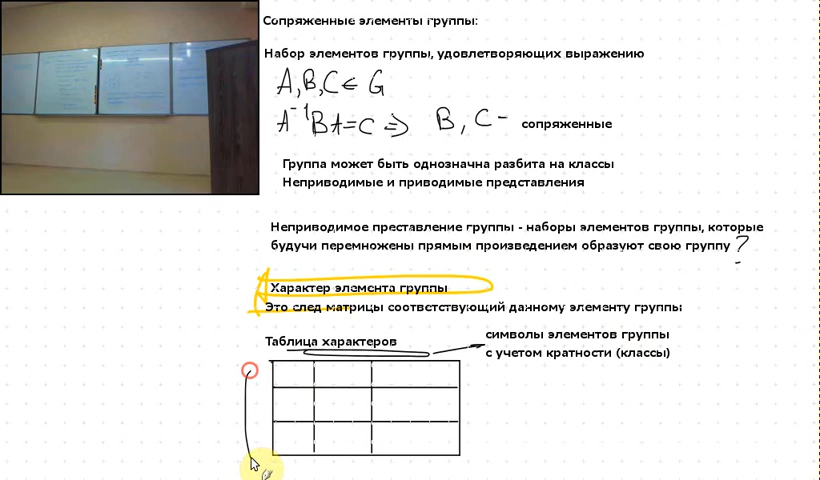 Сопряженные элементы группы:
Набор элементов группы, удовлетворяющих выражению
A, B, C ∈ G
A⁻¹BA=C => B, C - сопряженные
Группа может быть однозначна разбита на классы
Неприводимые и приводимые представления
Неприводимое преставление группы - наборы элементов группы, которые
будучи перемножены прямым произведением образуют свою группу ?
Характер элемента группы
Это след матрицы соответствующий данному элементу группы
Таблица характеров
символы элементов группы
с учетом кратности (классы)